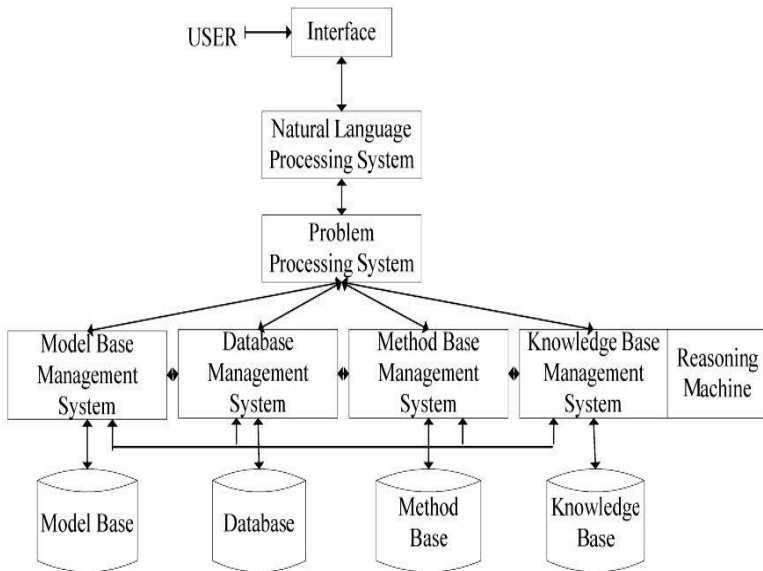 USER
Interface
Natural Language
Processing System
Problem
Processing System
Model Base
Management
System
Database
Management
System
Method Base
Management
System
Knowledge Base
Management
System
Reasoning
Machine
Model Base
Database
Method
Base
Knowledge
Base